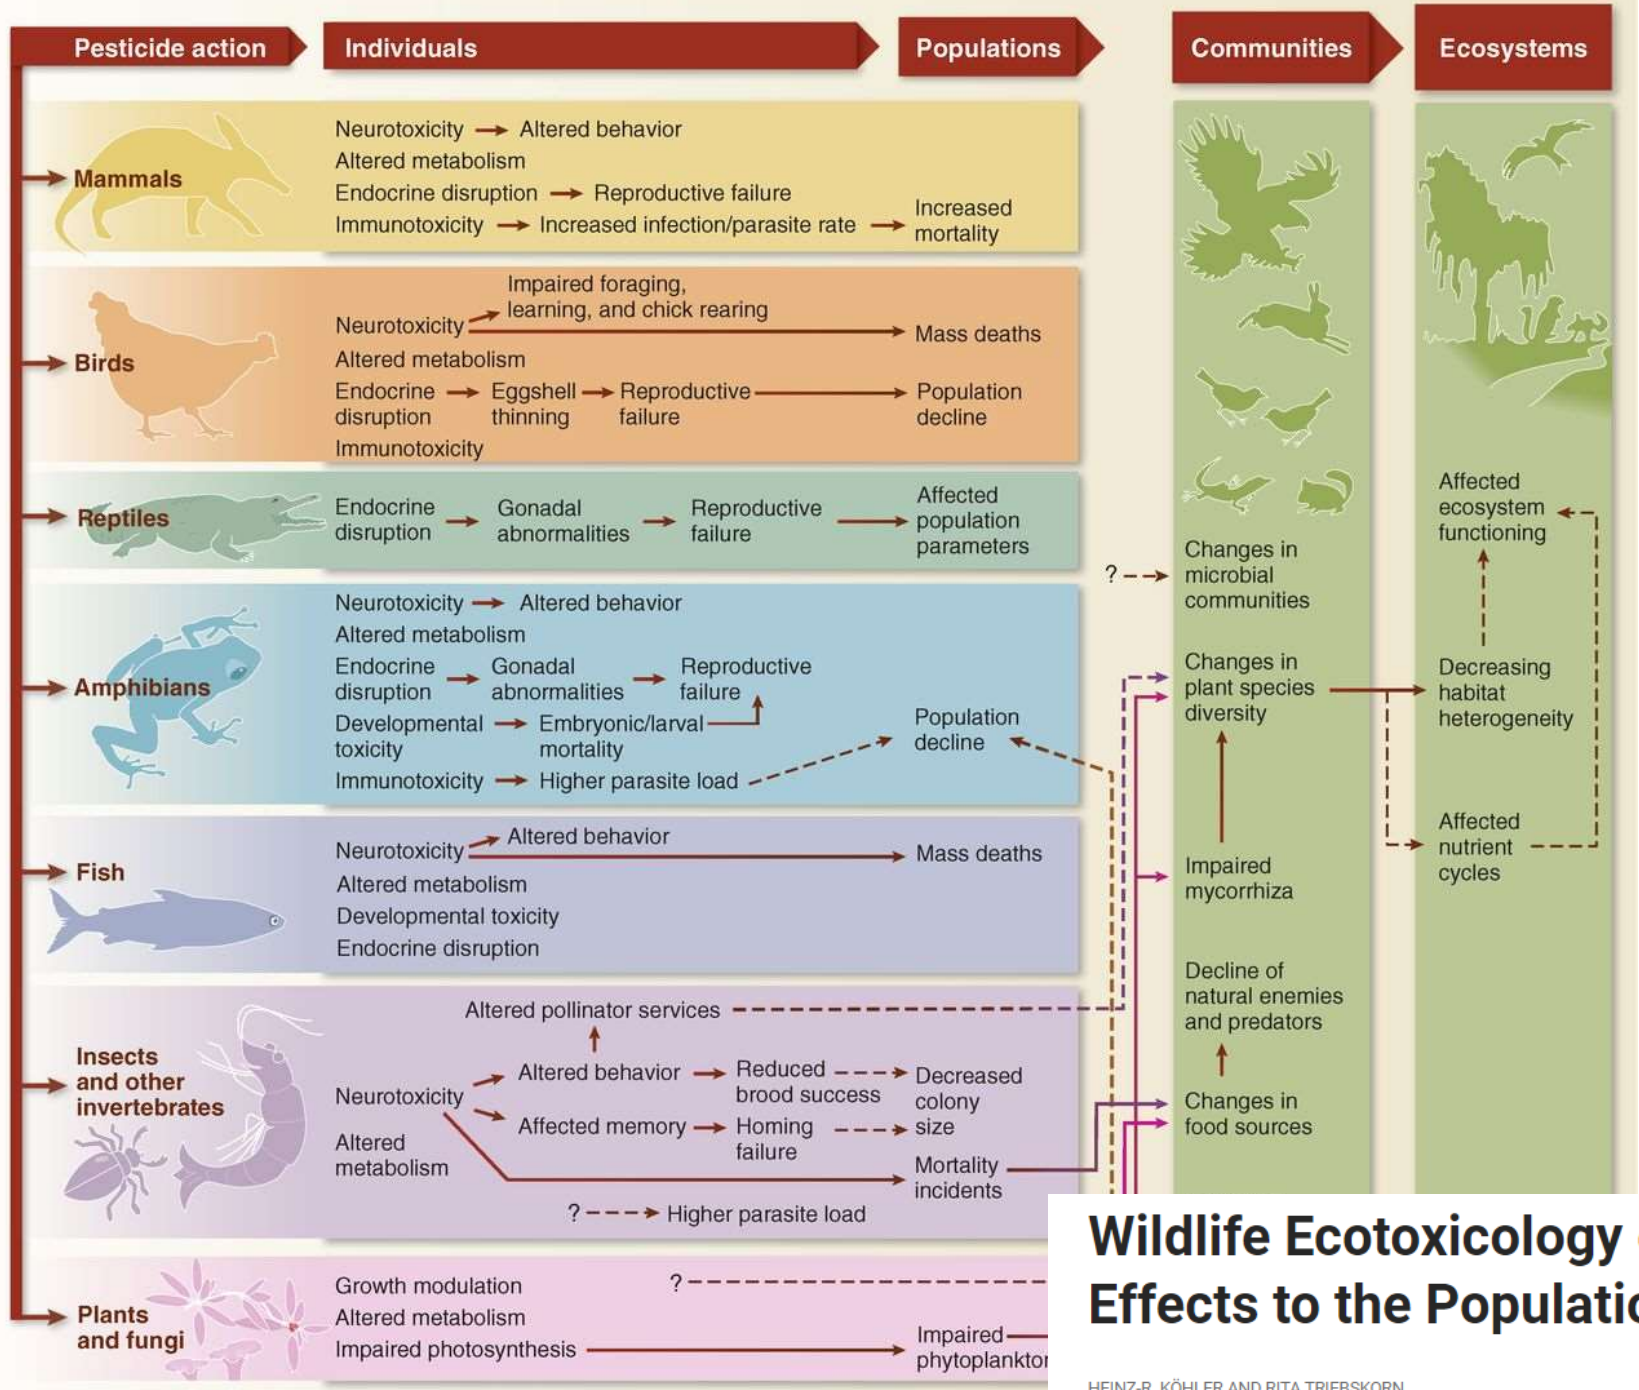 Pesticide action
Individuals
Populations
Communities
Ecosystems
Mammals
Neurotoxicity → Altered behavior
Altered metabolism
Endocrine disruption → Reproductive failure
Immunotoxicity → Increased infection/parasite rate →
Increased
mortality
Birds
Impaired foraging,
learning, and chick rearing
Neurotoxicity
Mass deaths
Altered metabolism
Endocrine
disruption
Eggshell
thinning
Reproductive
failure
Population
decline
Immunotoxicity
Reptiles
Endocrine
disruption
Gonadal
abnormalities
Reproductive
failure
Affected
population
parameters
Amphibians
Neurotoxicity → Altered behavior
Altered metabolism
Endocrine
disruption
Gonadal
abnormalities
Reproductive
failure
Developmental
toxicity
Embryonic/larval
mortality
Immunotoxicity → Higher parasite load
Population
decline
Fish
Neurotoxicity
Altered behavior
Mass deaths
Altered metabolism
Developmental toxicity
Endocrine disruption
Insects
and other
invertebrates
Altered pollinator services
Neurotoxicity
Altered behavior
Reduced
brood success
Affected memory
Homing
failure
Decreased
colony
size
Altered
metabolism
Mortality
incidents
? Higher parasite load
Plants
and fungi
Growth modulation
?
Altered metabolism
Impaired photosynthesis
Impaired
phytoplankton
?
Changes in
microbial
communities
Changes in
plant species
diversity
Impaired
mycorrhiza
Decline of
natural enemies
and predators
Changes in
food sources
Affected
ecosystem
functioning
Decreasing
habitat
heterogeneity
Affected
nutrient
cycles
Wildlife Ecotoxicology
Effects to the Populatio
HEINZ-R. KÖHLER AND RITA TRIEBSKORN